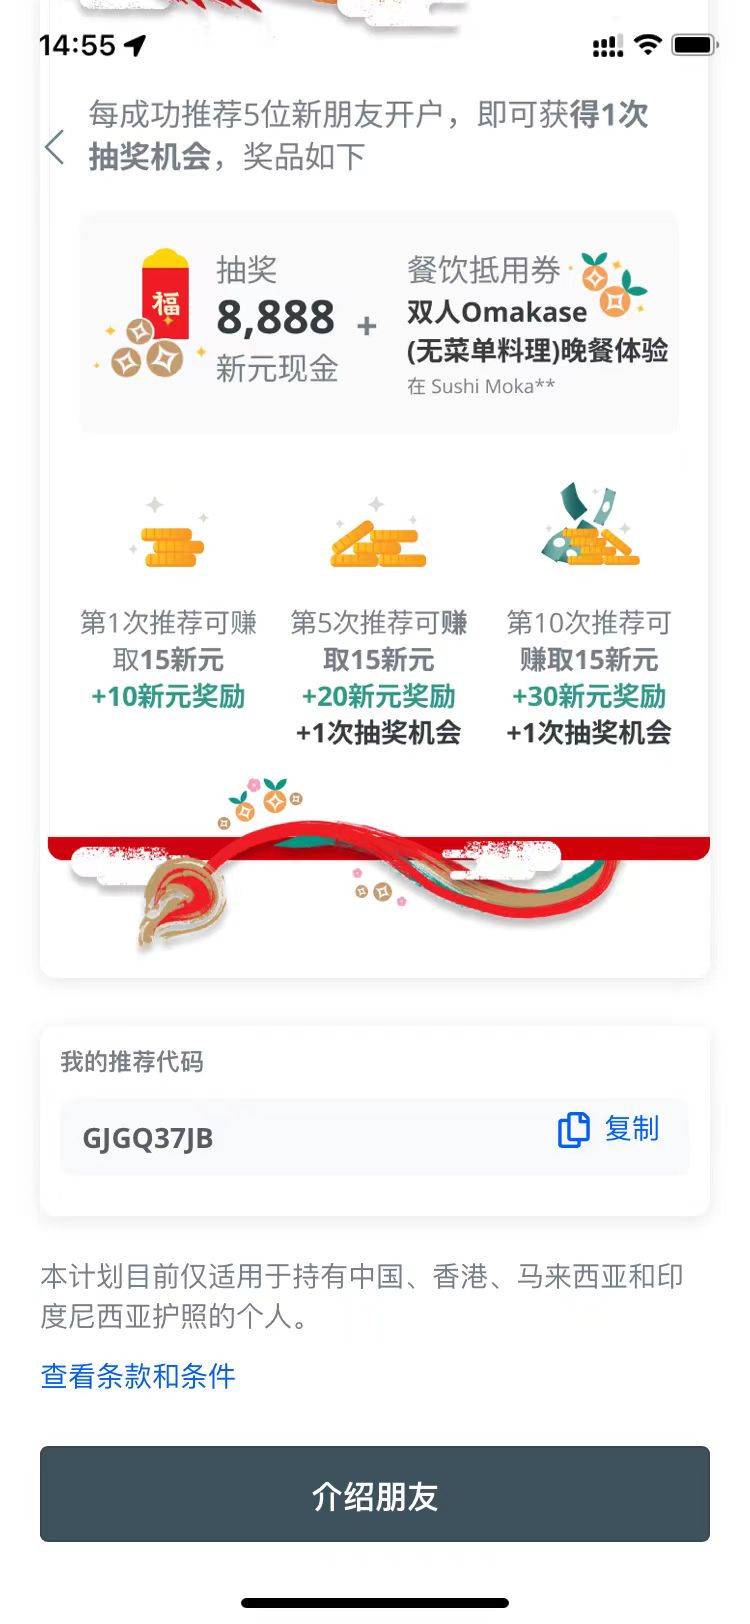 14:55
每成功推荐5位新朋友开户，即可获得1次
抽奖机会，奖品如下
福
抽奖
8,888
新元现金
+
餐饮抵用券
双人Omakase
(无菜单料理)晚餐体验
在 Sushi Moka**
第1次推荐可赚
取15新元
+10新元奖励
第5次推荐可赚
取15新元
+20新元奖励
+1次抽奖机会
第10次推荐可
赚取15新元
+30新元奖励
+1次抽奖机会
我的推荐代码
GJGQ37JB
复制
本计划目前仅适用于持有中国、香港、马来西亚和印
度尼西亚护照的个人。
查看条款和条件
介绍朋友